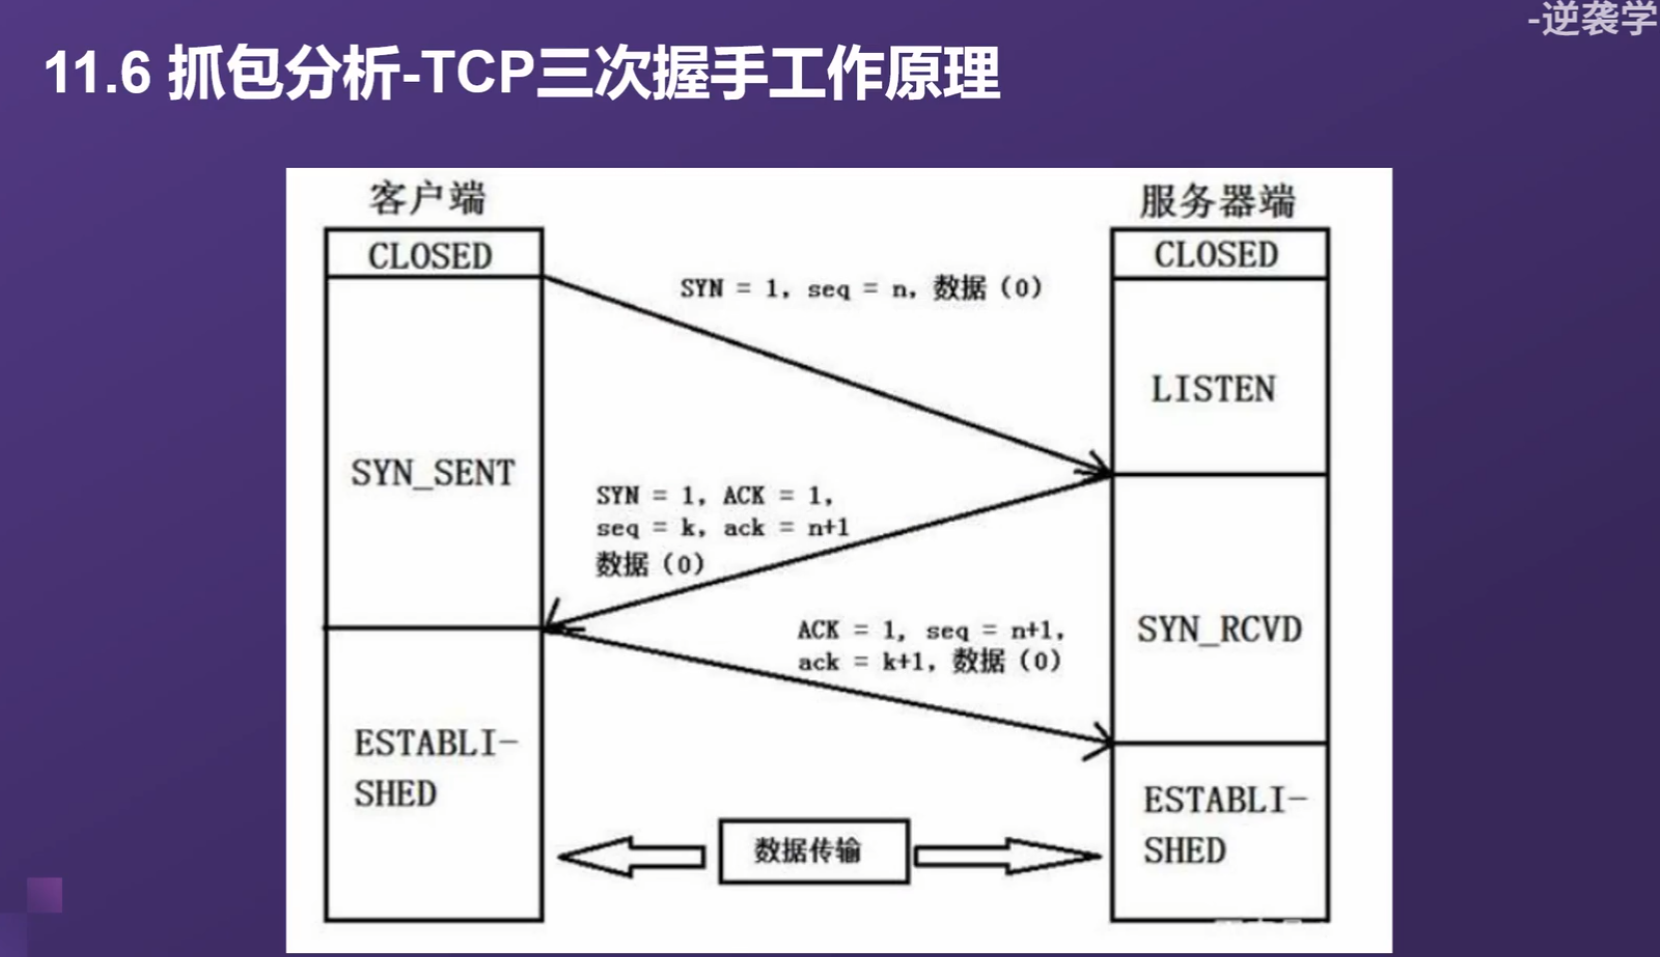 -逆袭学
11.6 抓包分析-TCP三次握手工作原理
客户端
服务器端
CLOSED
CLOSED
SYN = 1, seq = n, 数据(0)
LISTEN
SYN_SENT
SYN = 1, ACK = 1,
seq = k, ack = n+1
数据(0)
ACK = 1, seq = n+1,
ack = k+1, 数据(0)
SYN_RCVD
ESTABLI-
SHED
数据传输
ESTABLI-
SHED